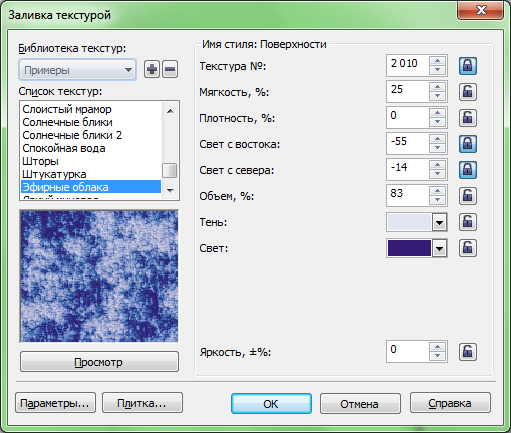 Заливка текстурой
Библиотека текстур:
Примеры
Список текстур:
Слоистый мрамор
Солнечные блики
Солнечные блики 2
Спокойная вода
Шторы
Штукатурка
Эфирные облака
Просмотр
Имя стиля: Поверхности
Текстура №: 2 010
Мягкость, %: 25
Плотность, %: 0
Свет с востока: -55
Свет с севера: -14
Объем, %: 83
Тень:
Свет:
Яркость, ±%: 0
Параметры... Плитка... OK Отмена Справка